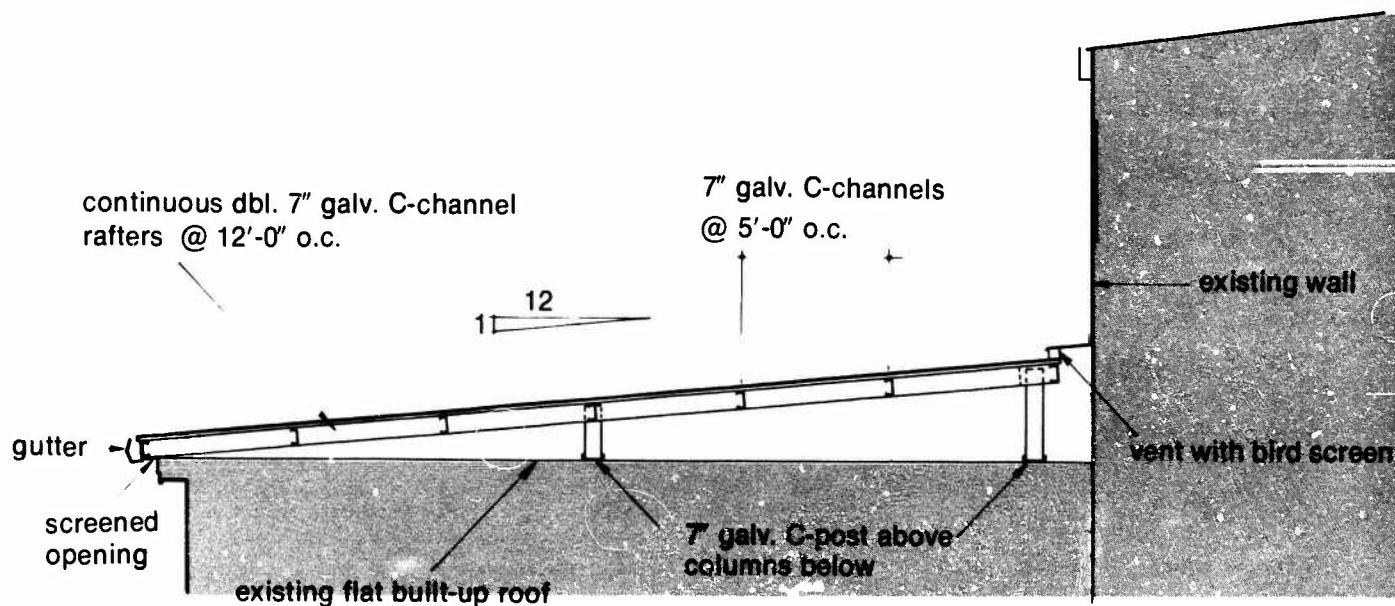 continuous dbl. 7" galv. C-channel
rafters @ 12'-0" o.c.
7" galv. C-channels
@ 5'-0" o.c.
12
1
existing wall
gutter
vent with bird screen
screened
opening
7" galv. C-post above
columns below
existing flat built-up roof